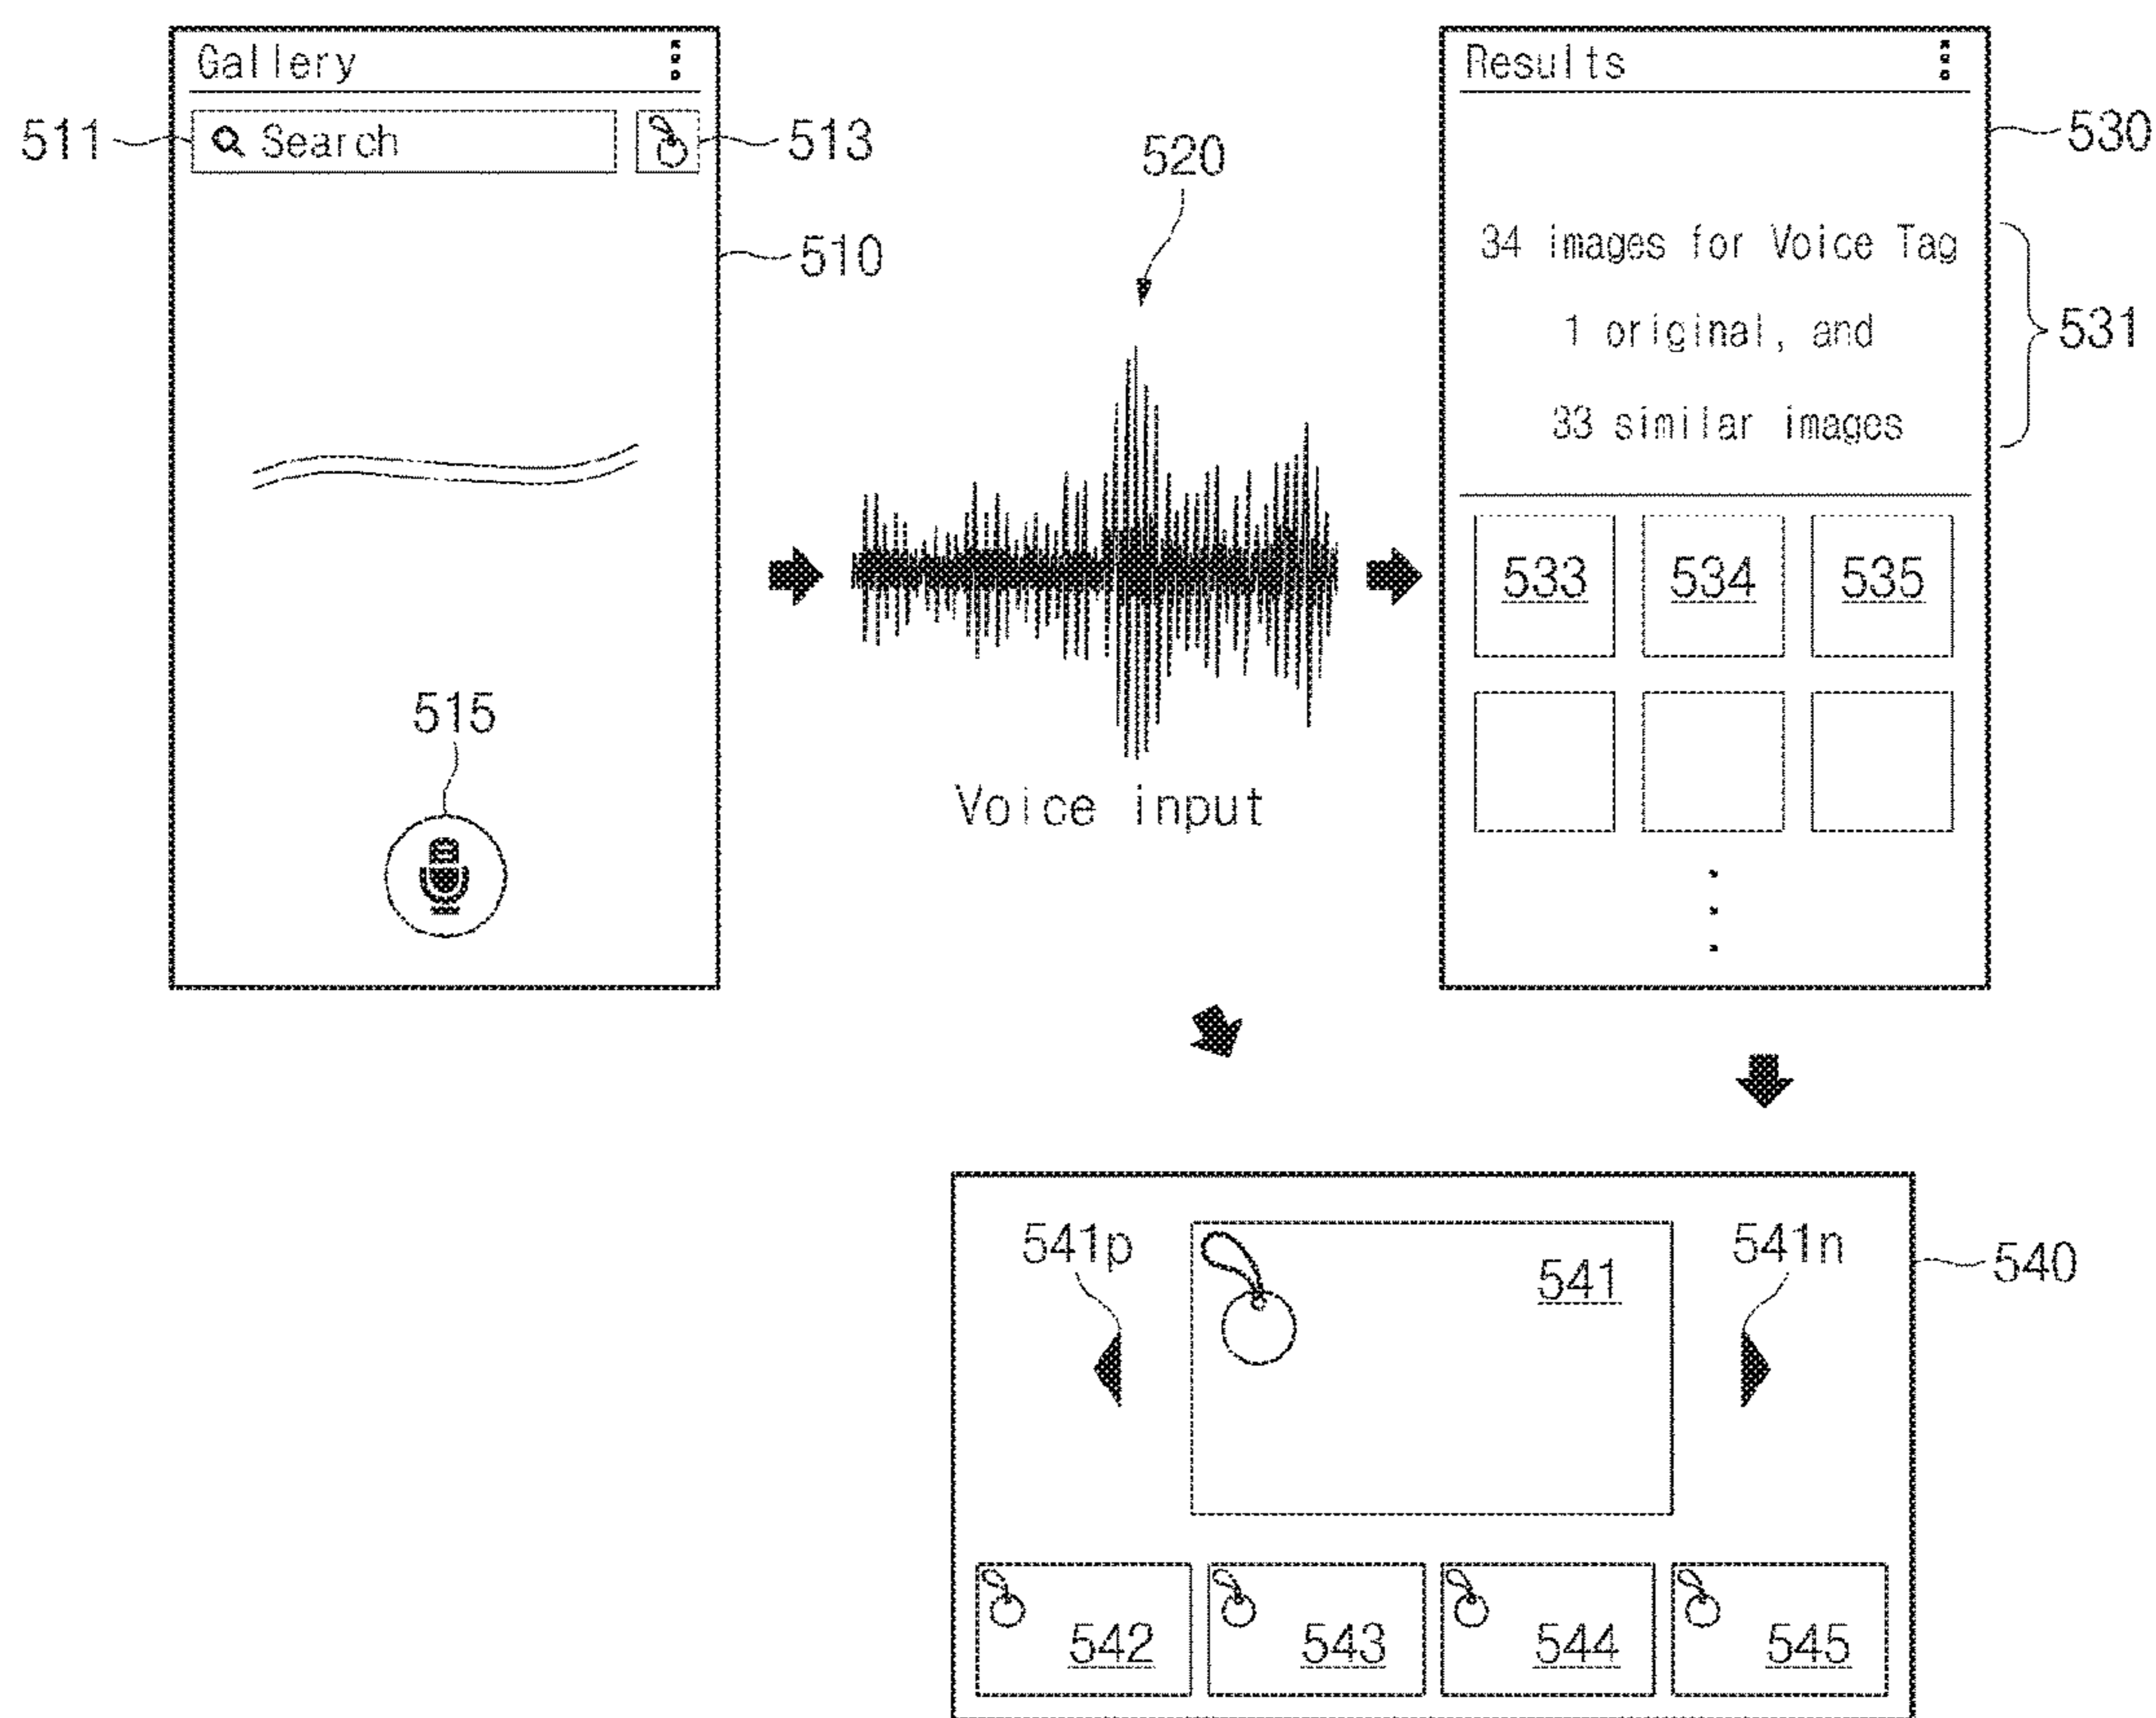 Gallery
511
Search
513
510
515
520
Voice input
Results
530
34 images for Voice Tag
1 original, and
33 similar images
531
533 534 535
541p
541
541n
540
542 543 544 545